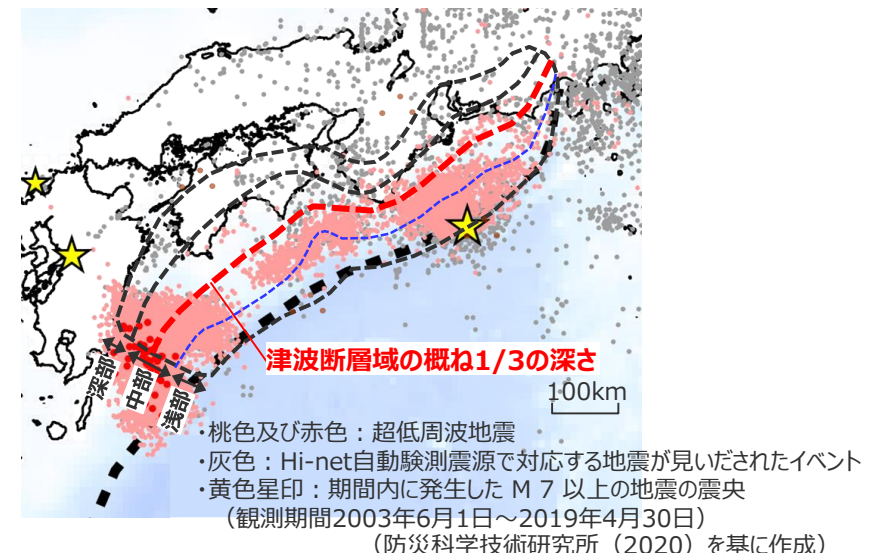 深部
中部
浅部
津波断層域の概ね1/3の深さ
100km
・桃色及び赤色：超低周波地震
・灰色：Hi-net自動験測震源で対応する地震が見いだされたイベント
・黄色星印：期間内に発生した M 7 以上の地震の震央
（観測期間2003年6月1日～2019年4月30日）
（防災科学技術研究所（2020）を基に作成）